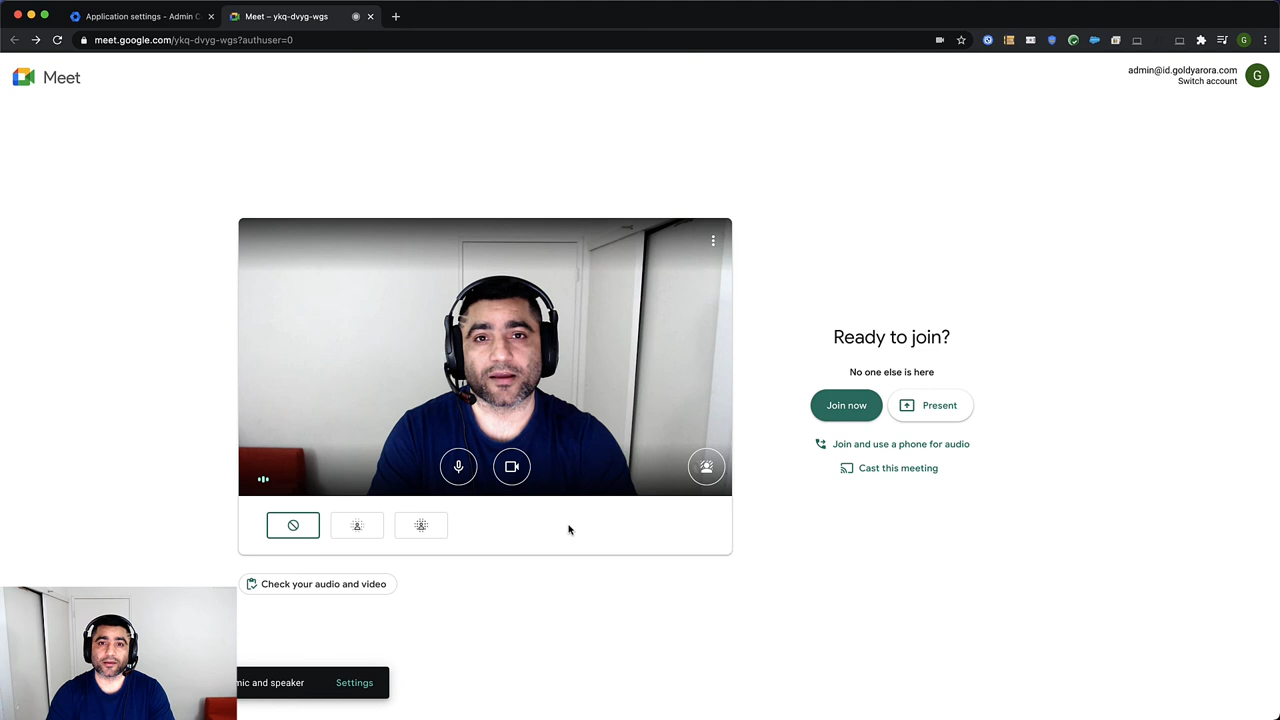 Application settings - Admin C
Meet – ykq-dvyg-wgs
meet.google.com/ykq-dvyg-wgs?authuser=0
G
Meet
admin@id.goldyarora.com
Switch account
G
Ready to join?
No one else is here
Join now
Present
Join and use a phone for audio
Cast this meeting
Check your audio and video
mic and speaker
Settings